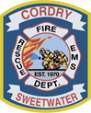 CORDRY
FIRE
RESCUE
EMS
EST. 1970
DEPT.
SWEETWATER